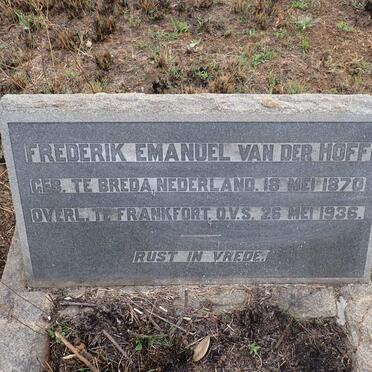 FREDERIK EMANUEL VAN DER HOFF
GEB. TE BREDA, NEDERLAND. 18 MEI 1870
OVERL. TE FRANKFORT, O.V.S. 26 MEI 1936.
RUST IN VREDE.